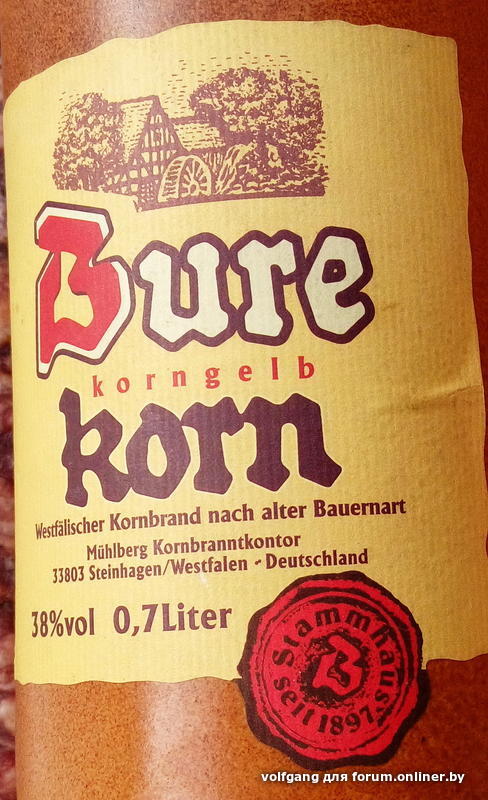 Bure
korngelb
korn
Westfälischer Kornbrand nach alter Bauernart
Mühlberg Kornbranntkontor
33803 Steinhagen/Westfalen - Deutschland
38%vol 0,7Liter
Stammhaus
B
seit 1897
volfgang для forum.onliner.by